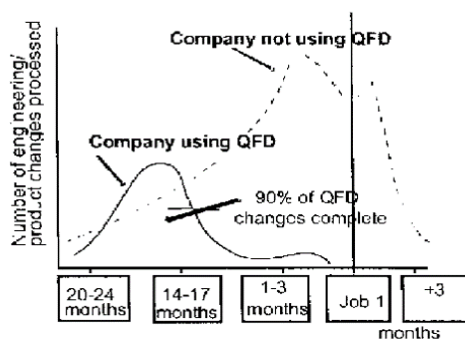 Company not using QFD
Number of engineering/
product changes processed
Company using QFD
90% of QFD
changes complete
20-24
months
14-17
months
1-3
months
Job 1
+3
months